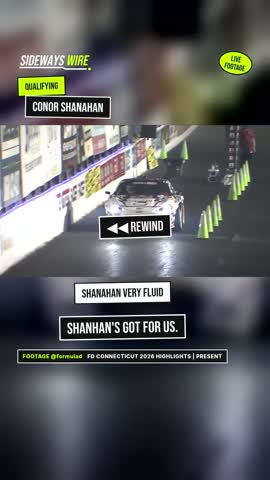 SIDEWAYS WIRE.
LIVE
FOOTAGE
QUALIFYING
CONOR SHANAHAN
REWIND
SHANAHAN VERY FLUID
SHANHAN'S GOT FOR US.
FOOTAGE @formulad FD CONNECTICUT 2026 HIGHLIGHTS | PRESENT